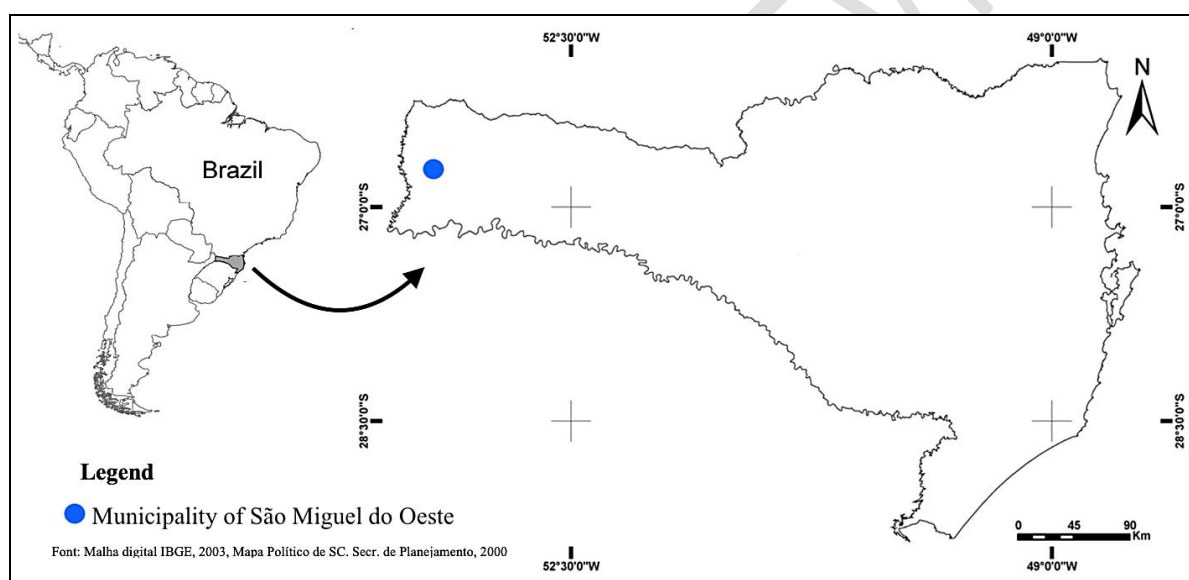 52°30'0"W
49°0'0"W
N
Brazil
27°0'0"S
27°0'0"S
28°30'0"S
28°30'0"S
Legend
Municipality of São Miguel do Oeste
0 45 90
Km
Font: Malha digital IBGE, 2003, Mapa Político de SC. Secr. de Planejamento, 2000
52°30'0"W
49°0'0"W